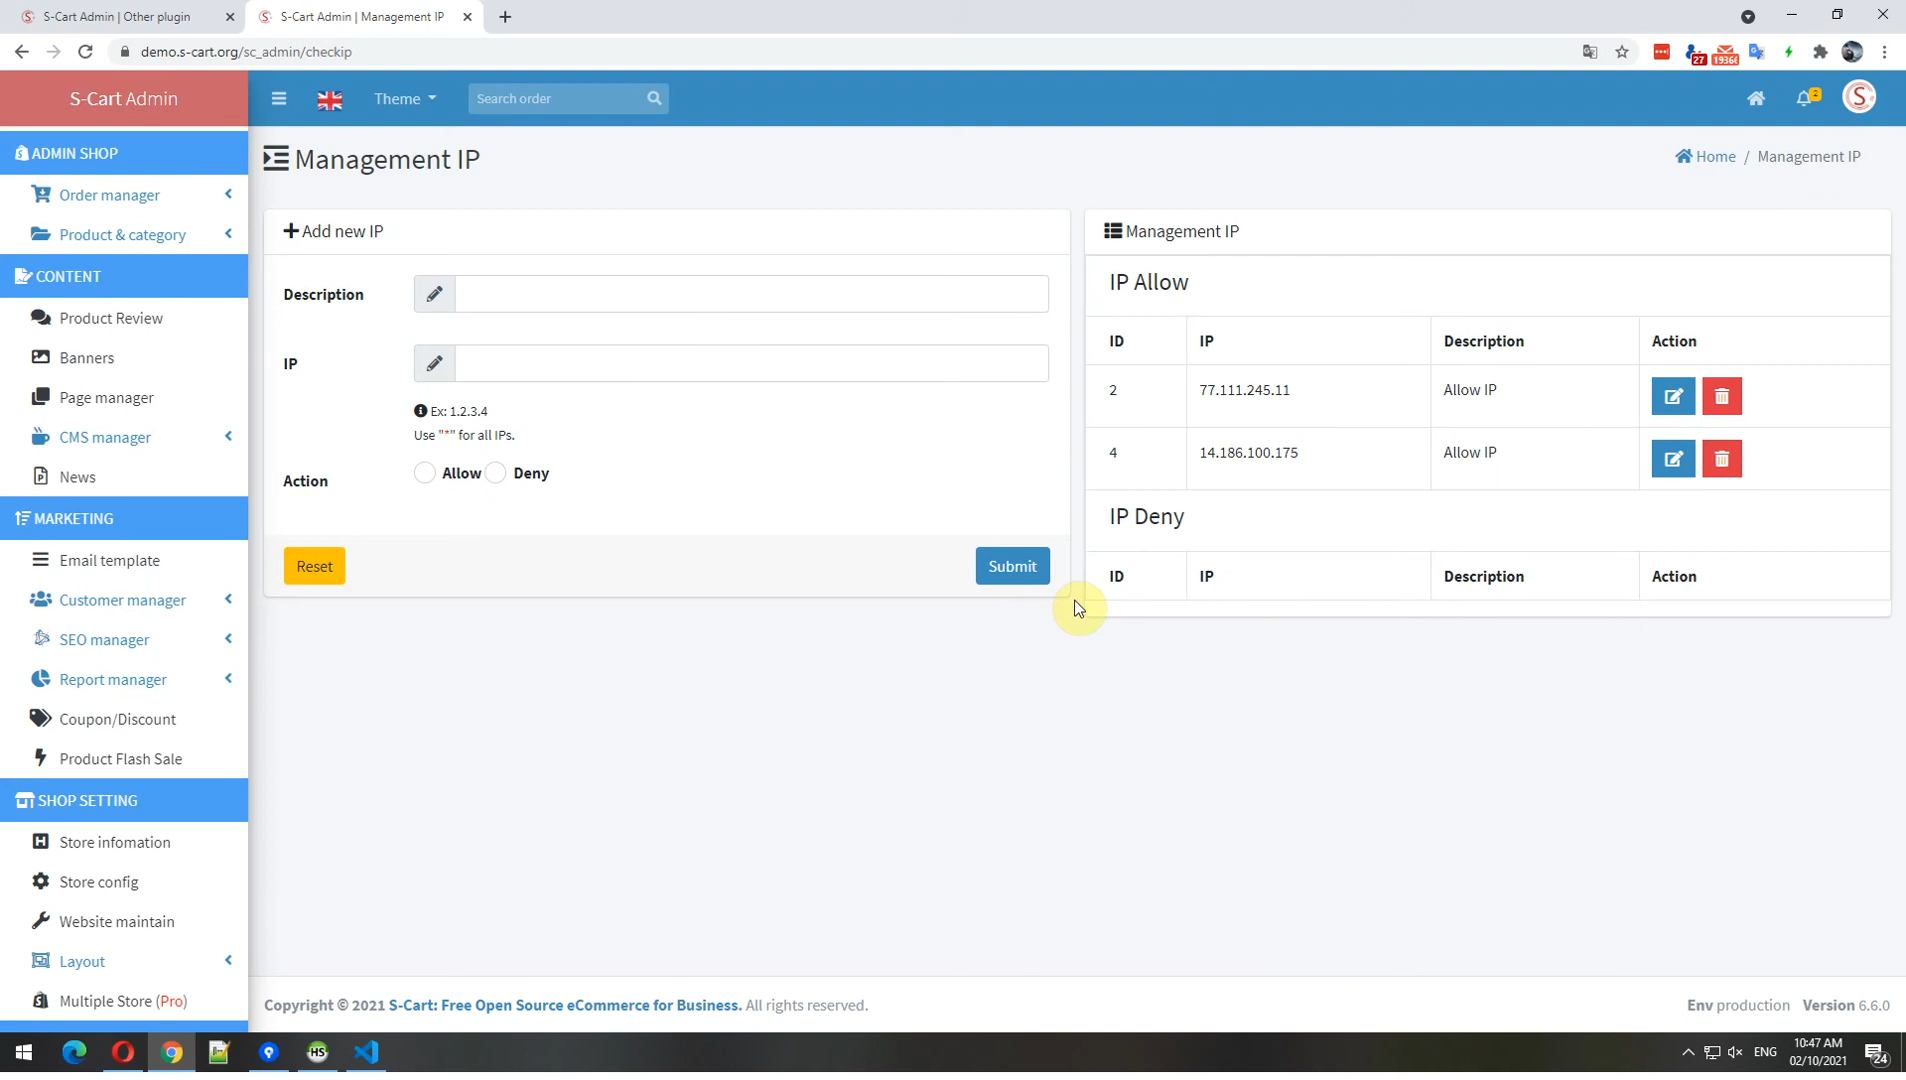 S-Cart Admin | Other plugin
S-Cart Admin | Management IP
demo.s-cart.org/sc_admin/checkip
27
S-Cart Admin
Theme
Search order
2
ADMIN SHOP
Order manager
Product & category
CONTENT
Product Review
Banners
Page manager
CMS manager
News
MARKETING
Email template
Customer manager
SEO manager
Report manager
Coupon/Discount
Product Flash Sale
SHOP SETTING
Store infomation
Store config
Website maintain
Layout
Multiple Store (Pro)
Management IP
Home / Management IP
Add new IP
Description
IP
Ex: 1.2.3.4
Use "*" for all IPs.
Action
Allow
Deny
Reset
Submit
Management IP
IP Allow
ID IP Description Action
2 77.111.245.11 Allow IP
4 14.186.100.175 Allow IP
IP Deny
ID IP Description Action
Copyright © 2021 S-Cart: Free Open Source eCommerce for Business. All rights reserved.
Env production Version 6.6.0
HS
ENG
10:47 AM
02/10/2021
24